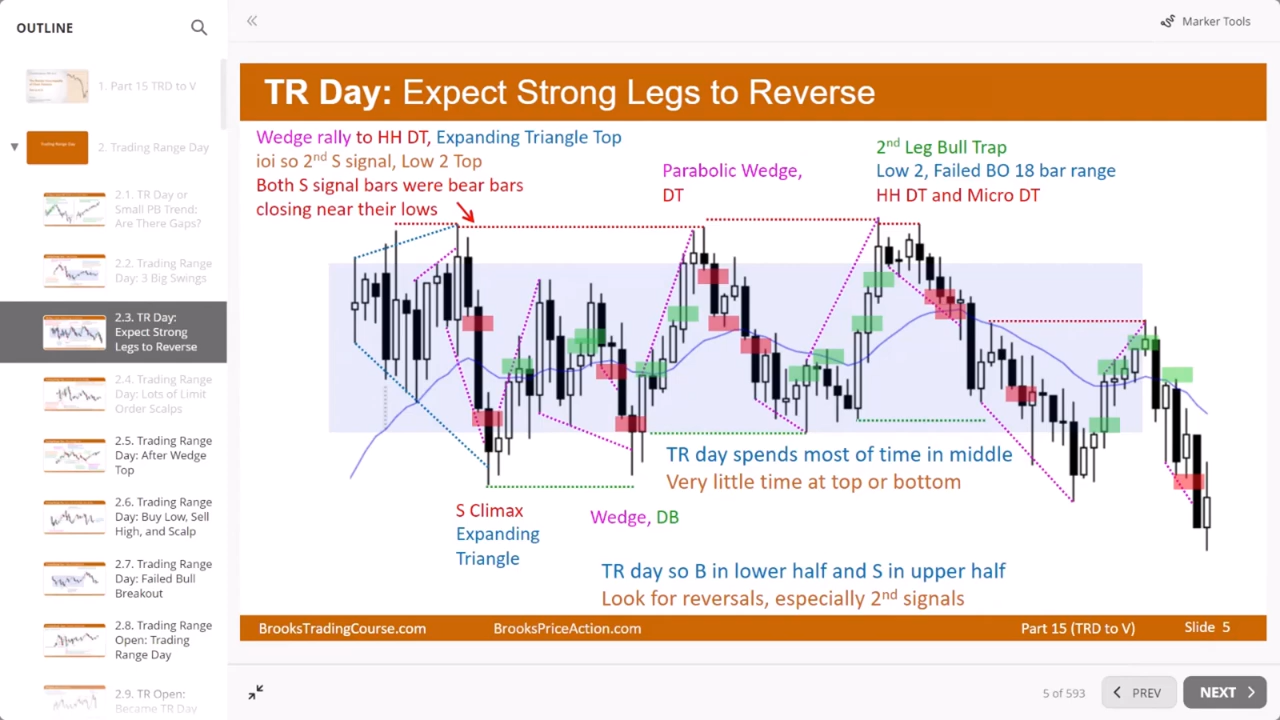 OUTLINE
Marker Tools
1. Part 15 TRD to V
2. Trading Range Day
2.1. TR Day or
Small PB Trend:
Are There Gaps?
2.2. Trading Range
Day: 3 Big Swings
2.3. TR Day:
Expect Strong
Legs to Reverse
2.4. Trading Range
Day: Lots of Limit
Order Scalps
2.5. Trading Range
Day: After Wedge
Top
2.6. Trading Range
Day: Buy Low, Sell
High, and Scalp
2.7. Trading Range
Day: Failed Bull
Breakout
2.8. Trading Range
Open: Trading
Range Day
2.9. TR Open:
Became TR Day
TR Day: Expect Strong Legs to Reverse
Wedge rally to HH DT, Expanding Triangle Top
ioi so 2nd S signal, Low 2 Top
Both S signal bars were bear bars
closing near their lows
Parabolic Wedge,
DT
2nd Leg Bull Trap
Low 2, Failed BO 18 bar range
HH DT and Micro DT
TR day spends most of time in middle
Very little time at top or bottom
S Climax
Expanding
Triangle
Wedge, DB
TR day so B in lower half and S in upper half
Look for reversals, especially 2nd signals
BrooksTradingCourse.com
BrooksPriceAction.com
Part 15 (TRD to V)
Slide 5
5 of 593
PREV
NEXT